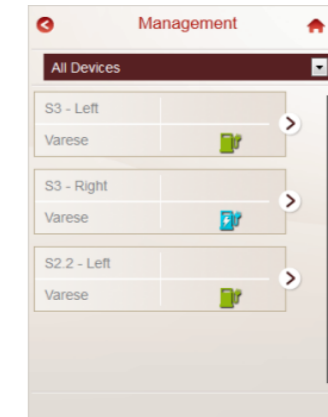 Management
All Devices
S3 - Left
Varese
S3 - Right
Varese
S2.2 - Left
Varese